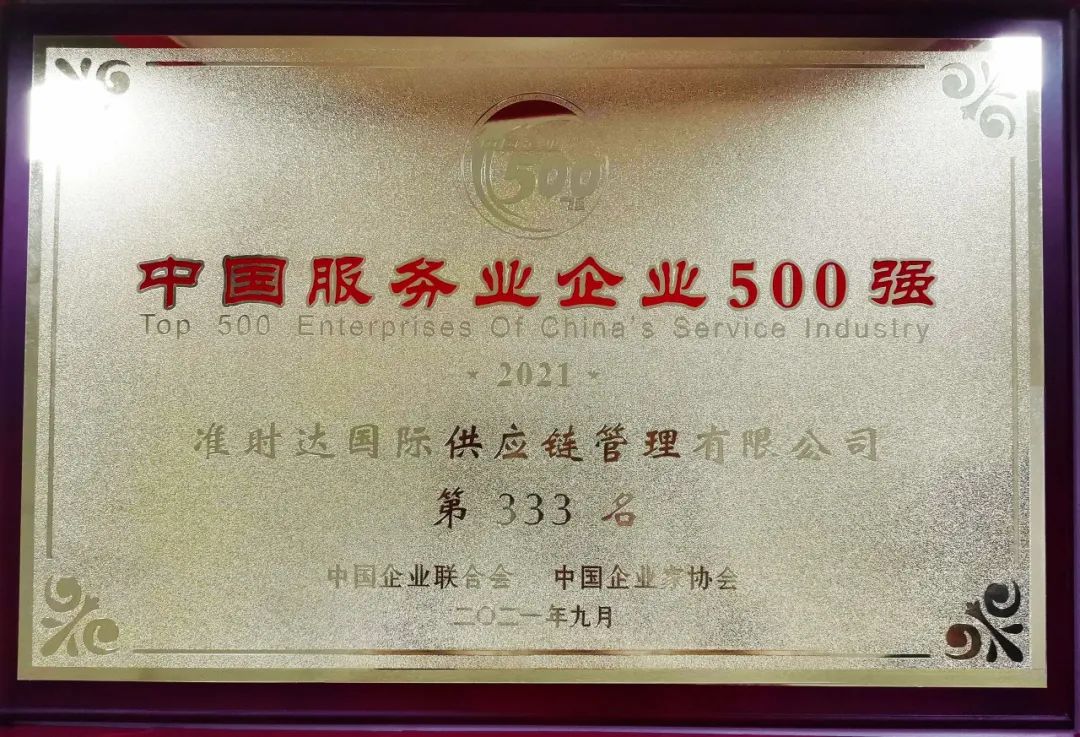 500
强
中国服务业企业500强
Top 500 Enterprises Of China's Service Industry
2021
准时达国际供应链管理有限公司
第 333 名
中国企业联合会 中国企业家协会
二〇二一年九月